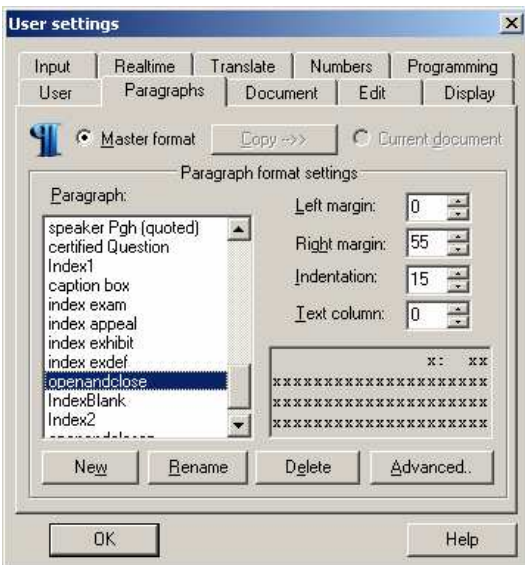 User settings
Input Realtime Translate Numbers Programming
User Paragraphs Document Edit Display
Master format Copy -->> Current document
Paragraph format settings
Paragraph:
speaker Pgh (quoted)
certified Question
Index1
caption box
index exam
index appeal
index exhibit
index exdef
openandclose
IndexBlank
Index2
Left margin: 0
Right margin: 55
Indentation: 15
Text column: 0
x: xx
xxxxxxxxxxxxxxxxxxxxxx
xxxxxxxxxxxxxxxxxxxxxx
xxxxxxxxxxxxxxxxxxxxxx
New Rename Delete Advanced..
OK Help